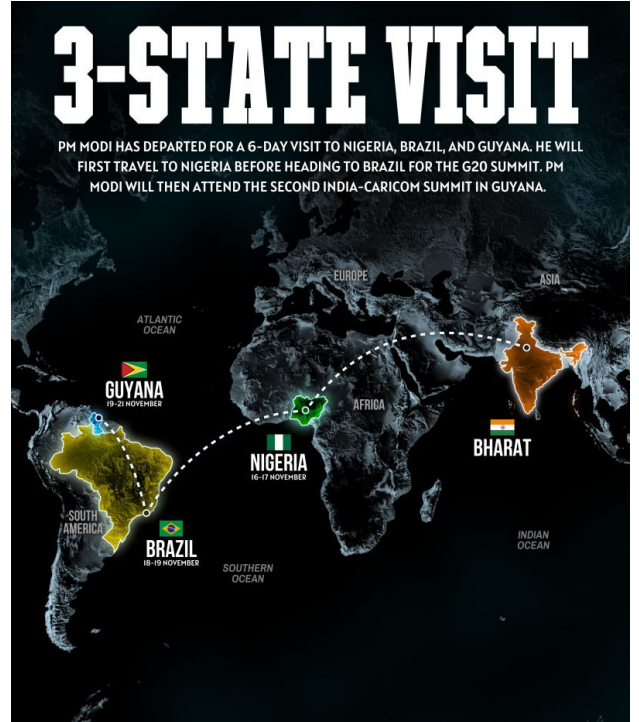 3-STATE VISIT
PM MODI HAS DEPARTED FOR A 6-DAY VISIT TO NIGERIA, BRAZIL, AND GUYANA. HE WILL
FIRST TRAVEL TO NIGERIA BEFORE HEADING TO BRAZIL FOR THE G20 SUMMIT. PM
MODI WILL THEN ATTEND THE SECOND INDIA-CARICOM SUMMIT IN GUYANA.
EUROPE
ASIA
ATLANTIC
OCEAN
GUYANA
19-21 NOVEMBER
AFRICA
BHARAT
NIGERIA
16-17 NOVEMBER
SOUTH
AMERICA
BRAZIL
18-19 NOVEMBER
INDIAN
OCEAN
SOUTHERN
OCEAN